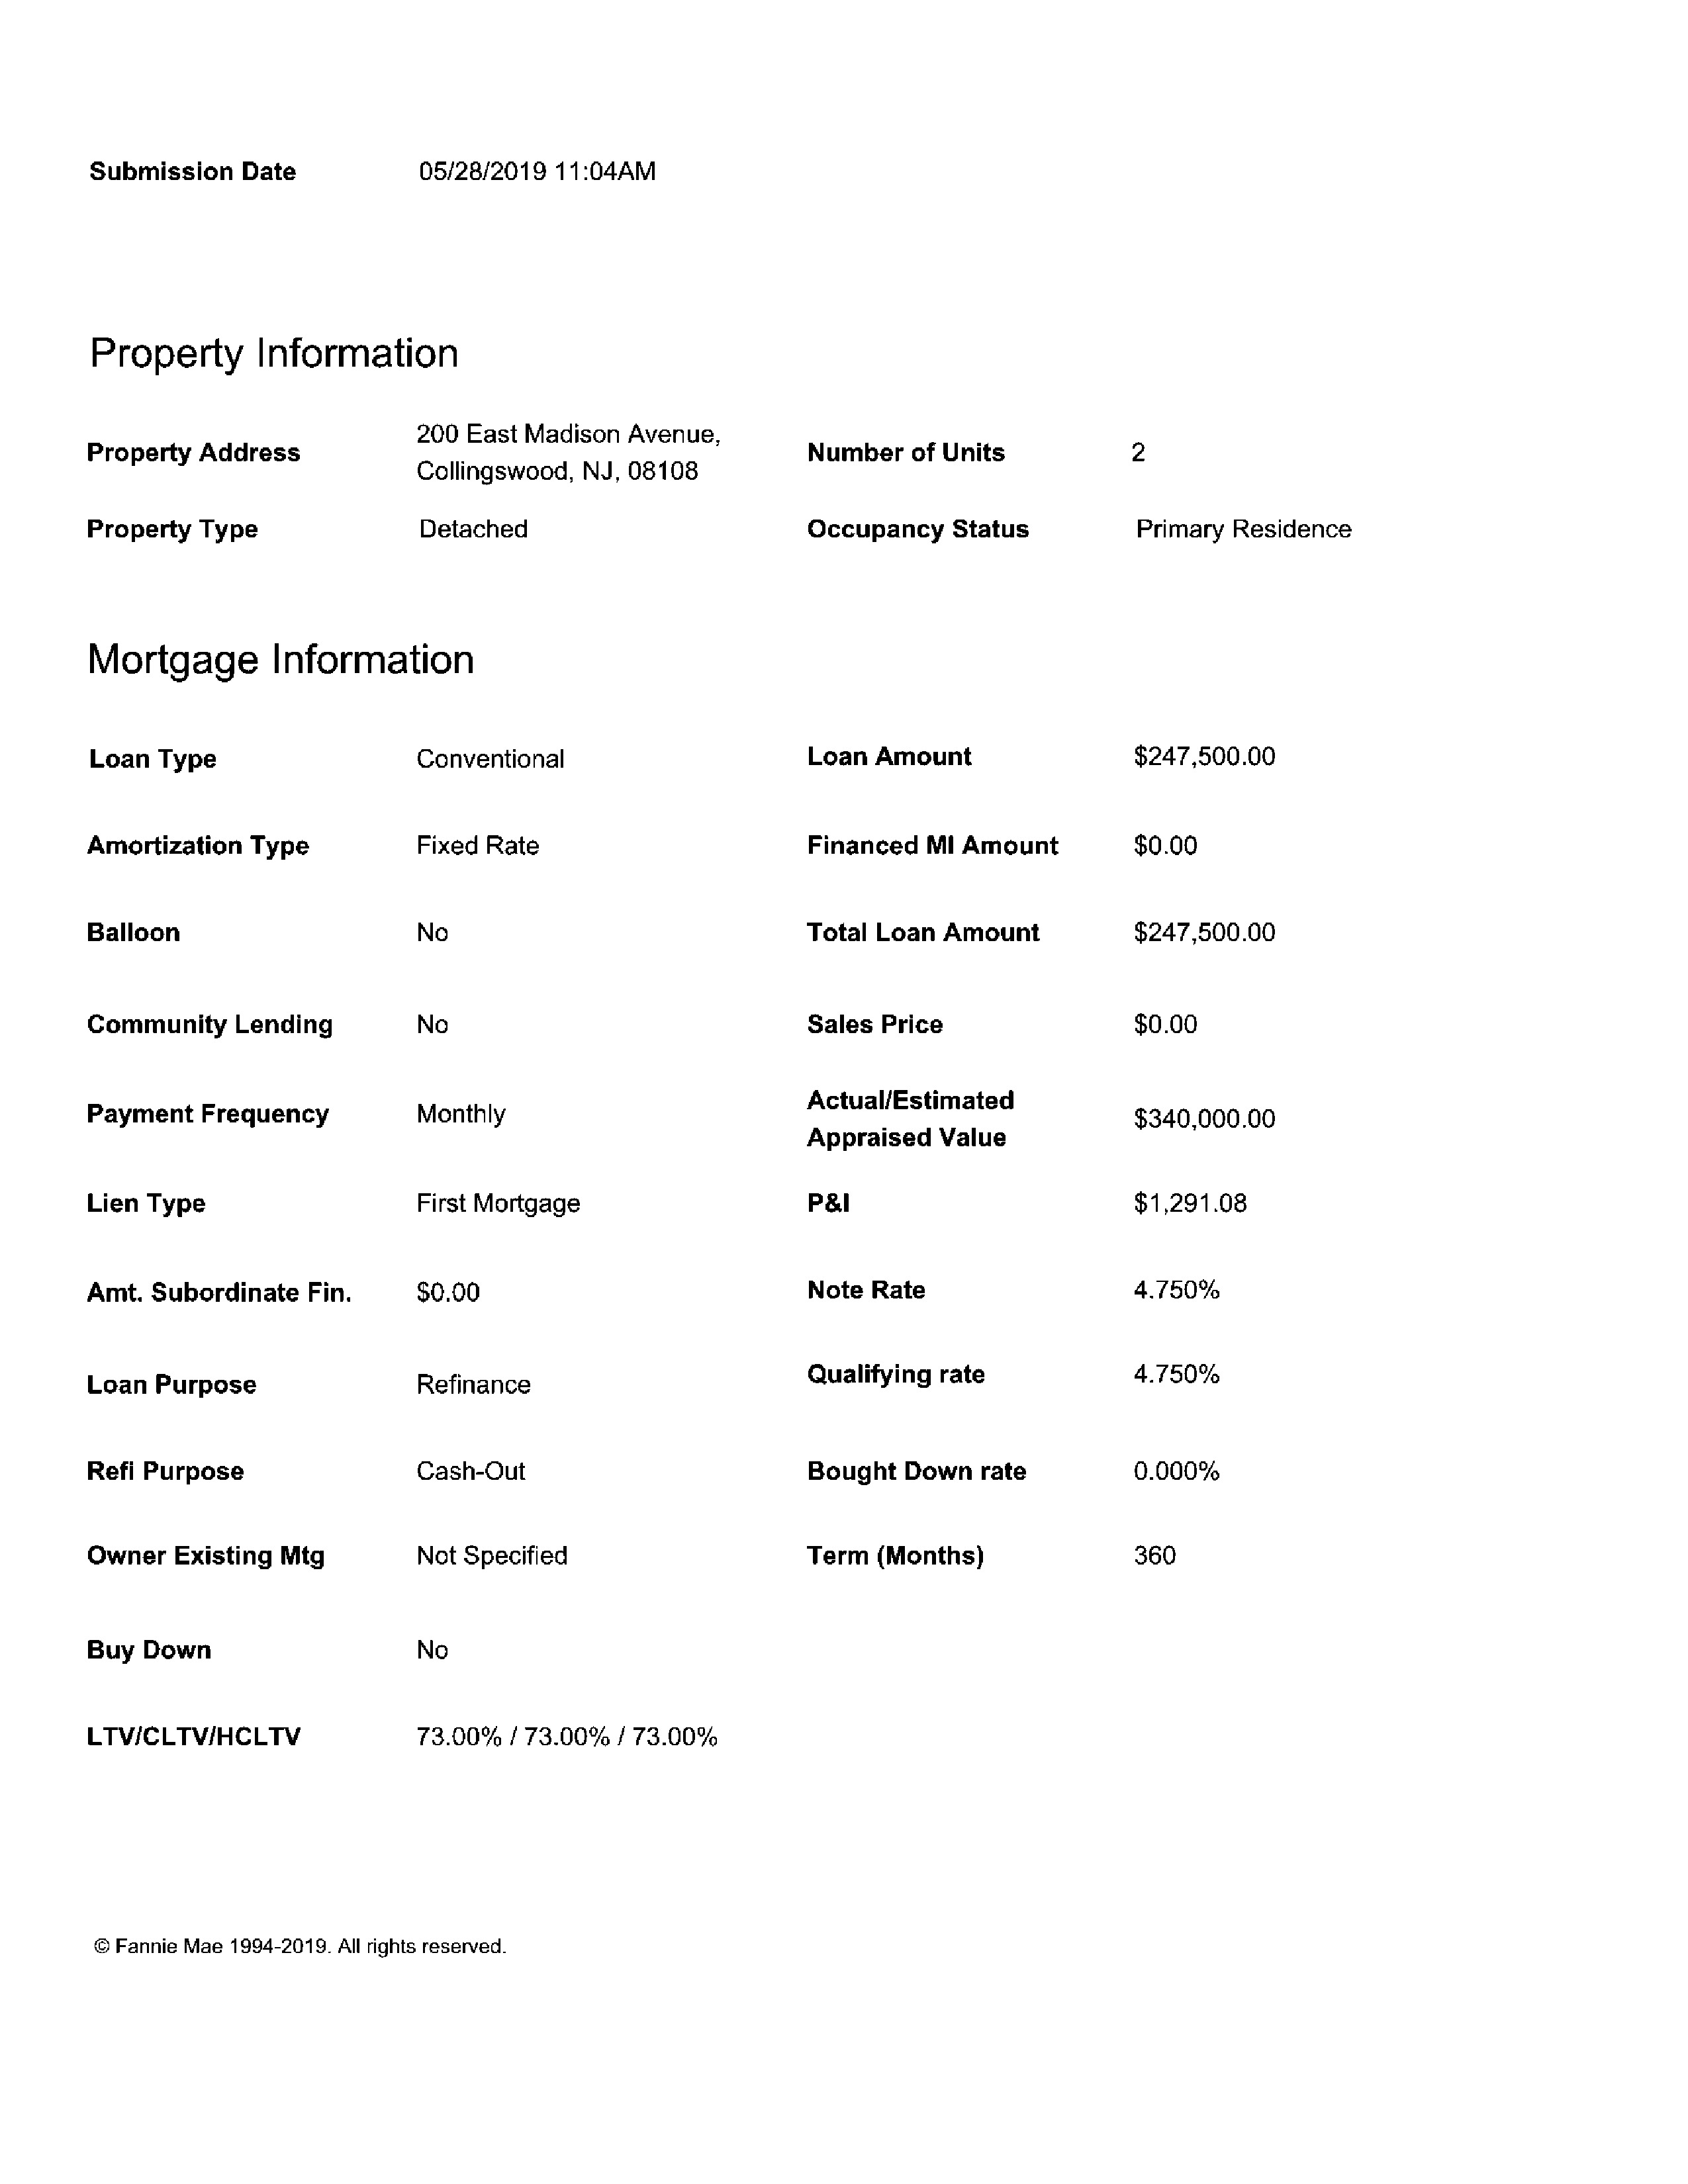 Submission Date 05/28/2019 11:04AM
Property Information
Property Address 200 East Madison Avenue, Collingswood, NJ, 08108 Number of Units 2
Property Type Detached Occupancy Status Primary Residence
Mortgage Information
Loan Type Conventional Loan Amount $247,500.00
Amortization Type Fixed Rate Financed MI Amount $0.00
Balloon No Total Loan Amount $247,500.00
Community Lending No Sales Price $0.00
Payment Frequency Monthly Actual/Estimated Appraised Value $340,000.00
Lien Type First Mortgage P&I $1,291.08
Amt. Subordinate Fin. $0.00 Note Rate 4.750%
Loan Purpose Refinance Qualifying rate 4.750%
Refi Purpose Cash-Out Bought Down rate 0.000%
Owner Existing Mtg Not Specified Term (Months) 360
Buy Down No
LTV/CLTV/HCLTV 73.00% / 73.00% / 73.00%
© Fannie Mae 1994-2019. All rights reserved.